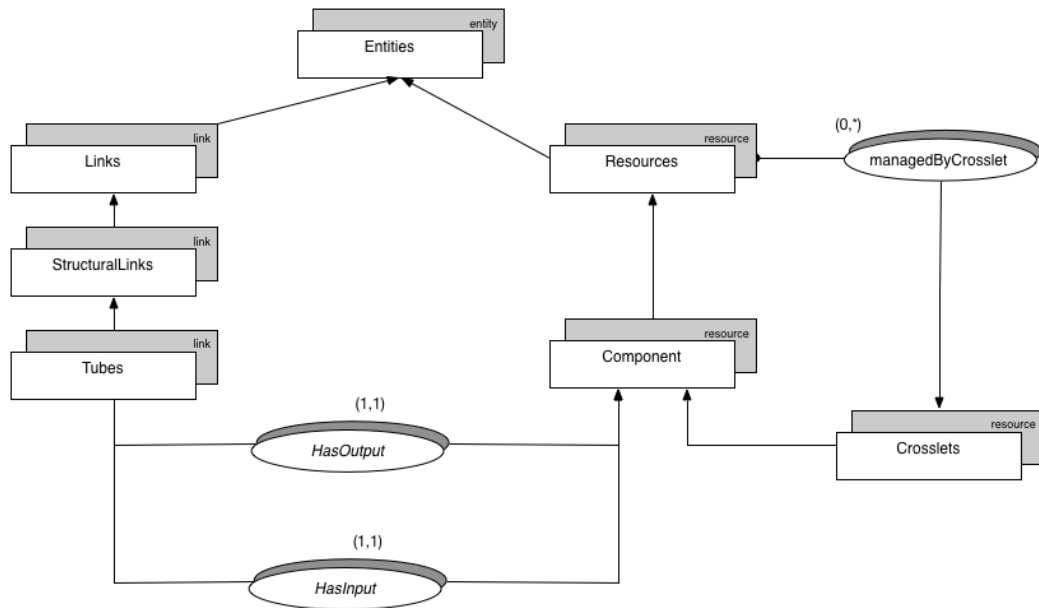 entity
Entities
link
Links
resource
Resources
(0,*)
managedByCrosslet
link
StructuralLinks
link
Tubes
resource
Component
(1,1)
HasOutput
resource
Crosslets
(1,1)
HasInput